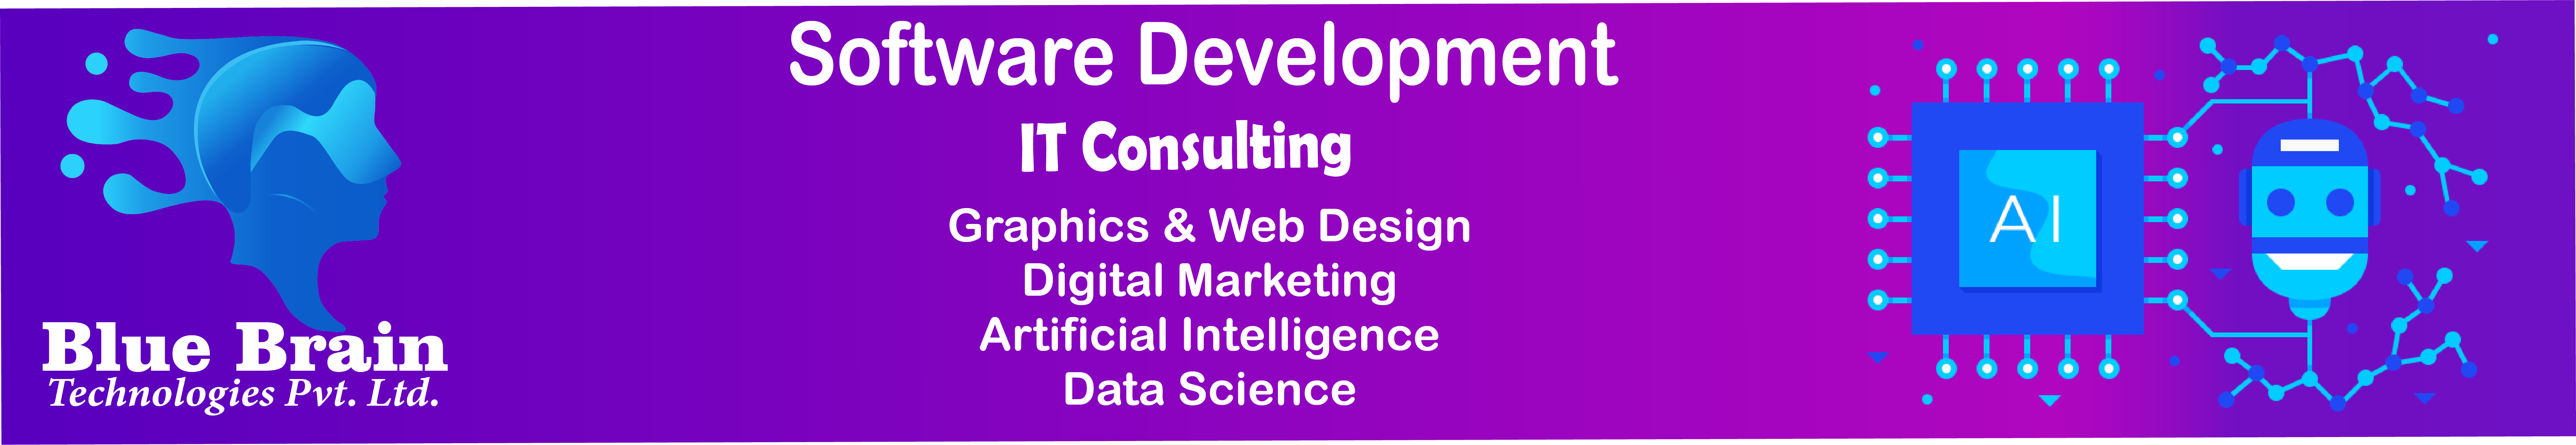 Blue Brain
Technologies Pvt. Ltd.
Software Development
IT Consulting
Graphics & Web Design
Digital Marketing
Artificial Intelligence
Data Science
AI